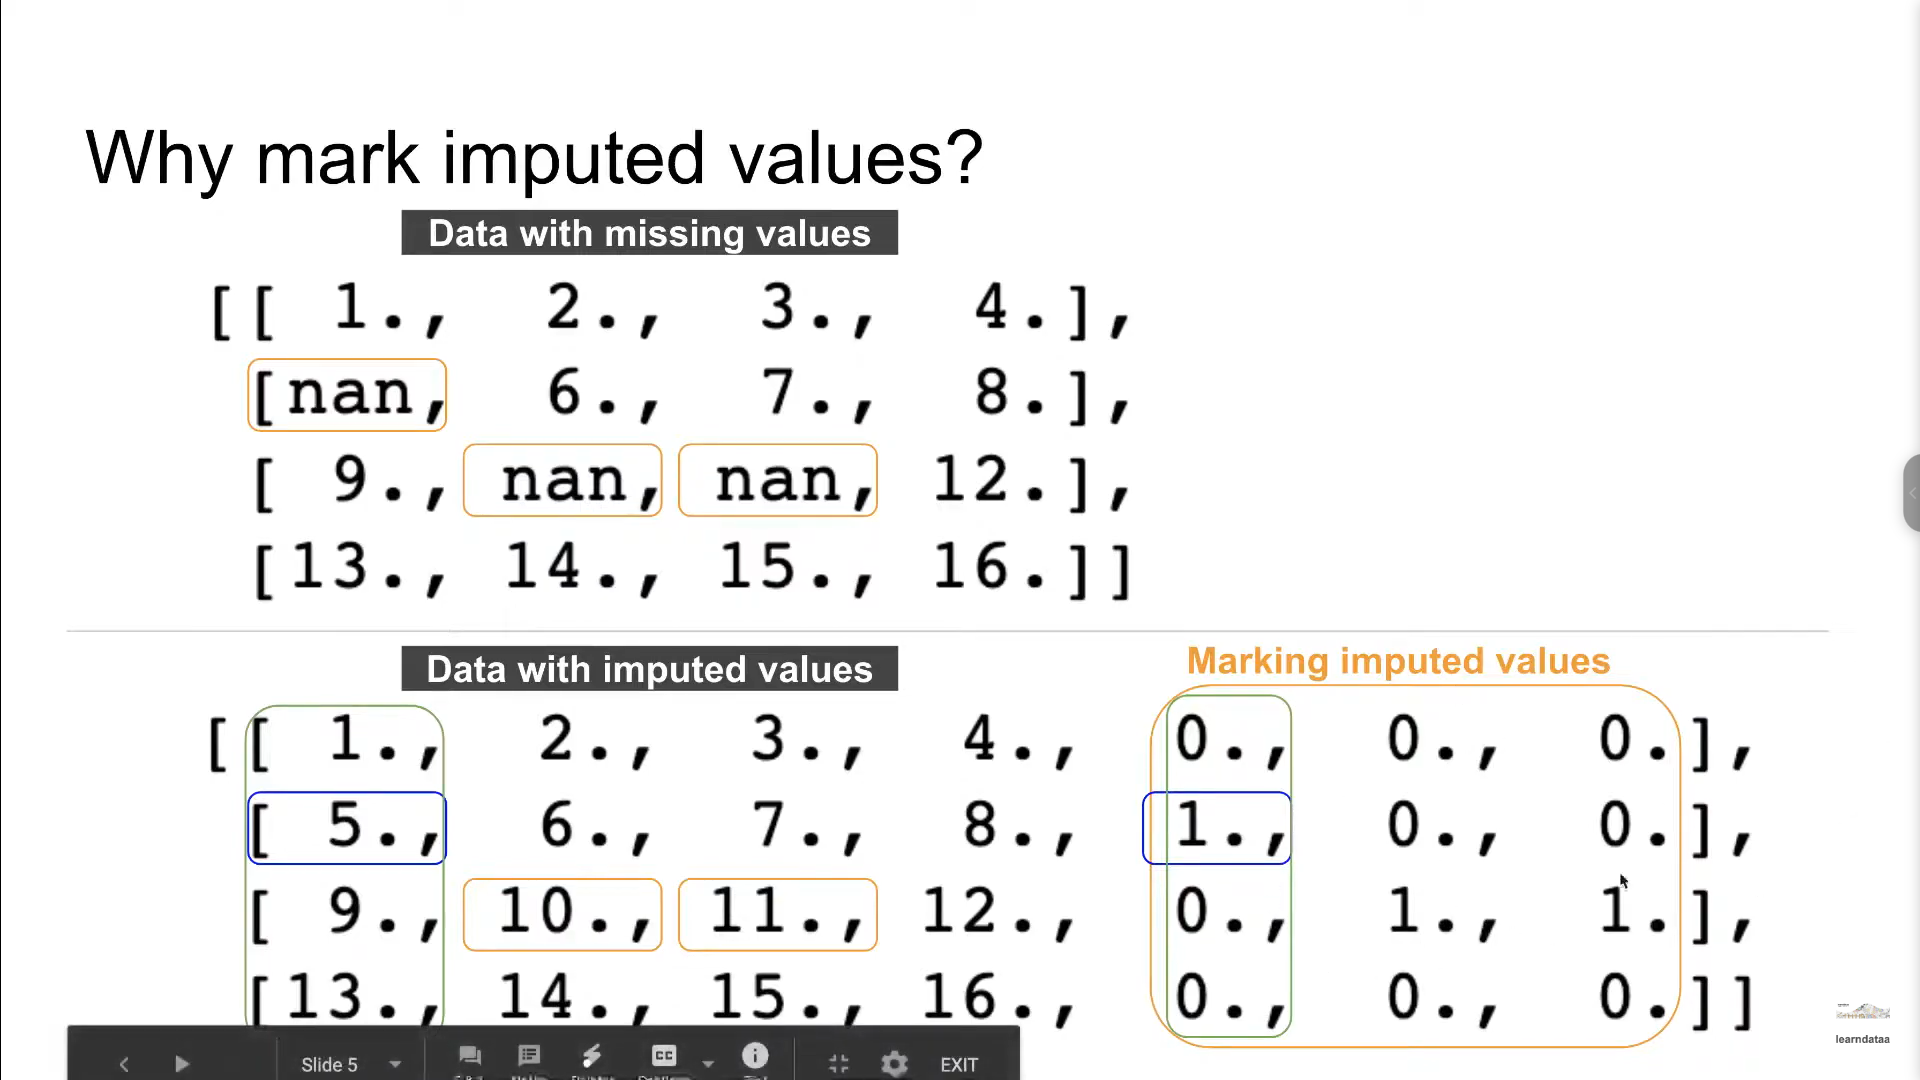 Why mark imputed values?
Data with missing values
[[ 1., 2., 3., 4.],
[nan, 6., 7., 8.],
[ 9., nan, nan, 12.],
[13., 14., 15., 16.]]
Data with imputed values
Marking imputed values
[[ 1., 2., 3., 4., 0., 0., 0.],
[ 5., 6., 7., 8., 1., 0., 0.],
[ 9., 10., 11., 12., 0., 1., 1.],
[13., 14., 15., 16., 0., 0., 0.]]
learndataa
Slide 5
CC
EXIT